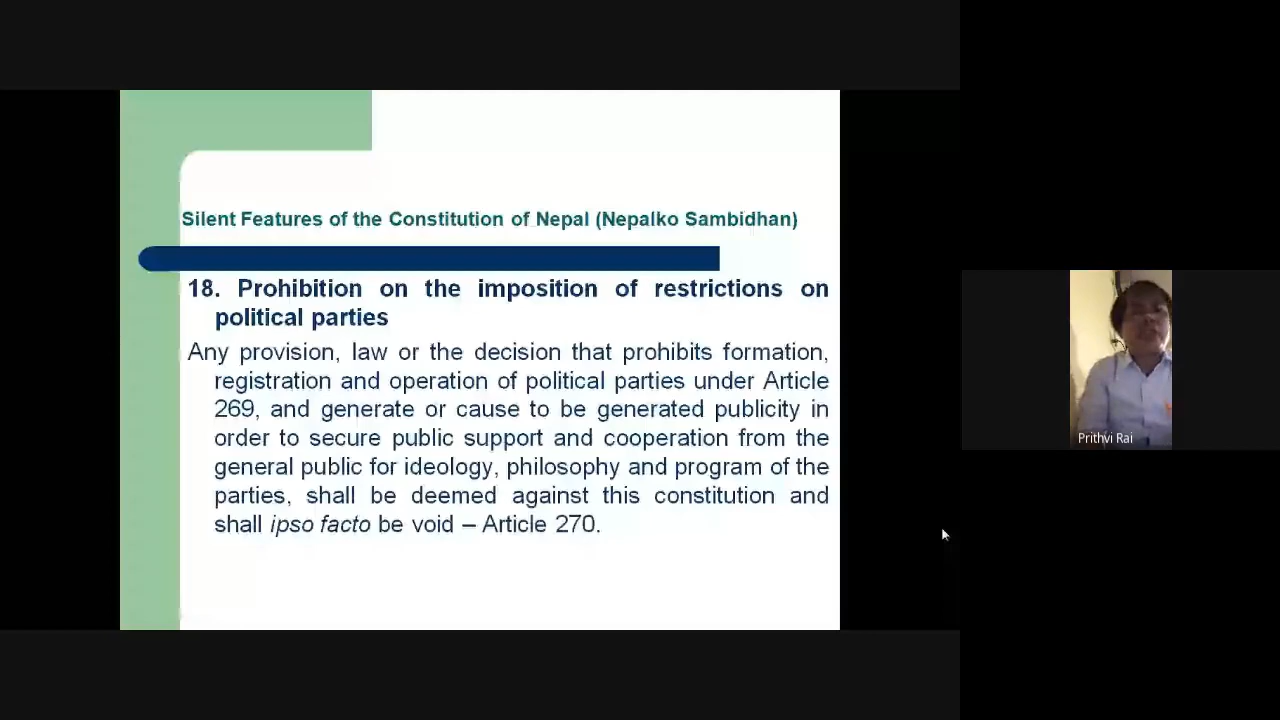 Silent Features of the Constitution of Nepal (Nepalko Sambidhan)
18. Prohibition on the imposition of restrictions on
political parties
Any provision, law or the decision that prohibits formation,
registration and operation of political parties under Article
269, and generate or cause to be generated publicity in
order to secure public support and cooperation from the
general public for ideology, philosophy and program of the
parties, shall be deemed against this constitution and
shall ipso facto be void – Article 270.
Prithvi Rai